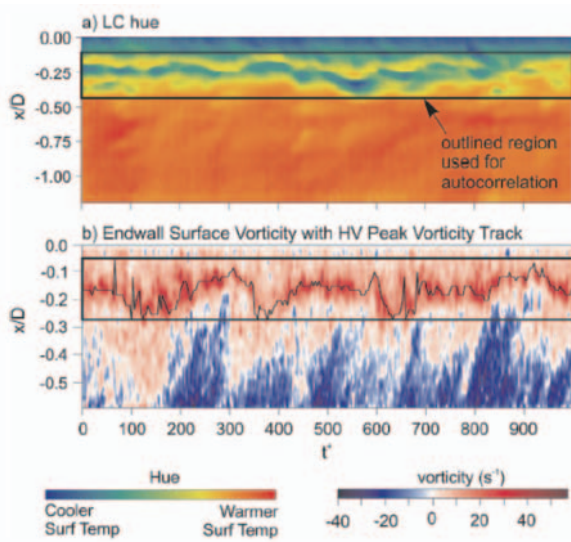 a) LC hue
0.00
-0.25
-0.50
-0.75
-1.00
x/D
outlined region
used for
autocorrelation
b) Endwall Surface Vorticity with HV Peak Vorticity Track
0.0
-0.1
-0.2
-0.3
-0.4
-0.5
x/D
0 100 200 300 400 500 600 700 800 900
t*
Hue
Cooler Warmer
Surf Temp Surf Temp
vorticity (s⁻¹)
-40 -20 0 20 40